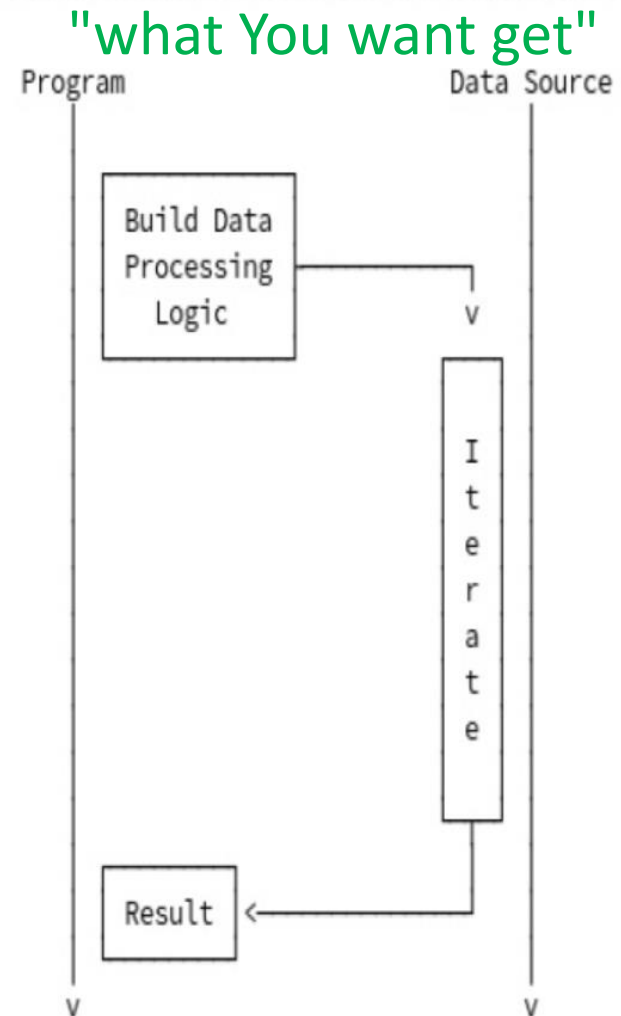 "what You want get"
Program Data Source
Build Data
Processing
Logic
v
I
t
e
r
a
t
e
Result <
v v